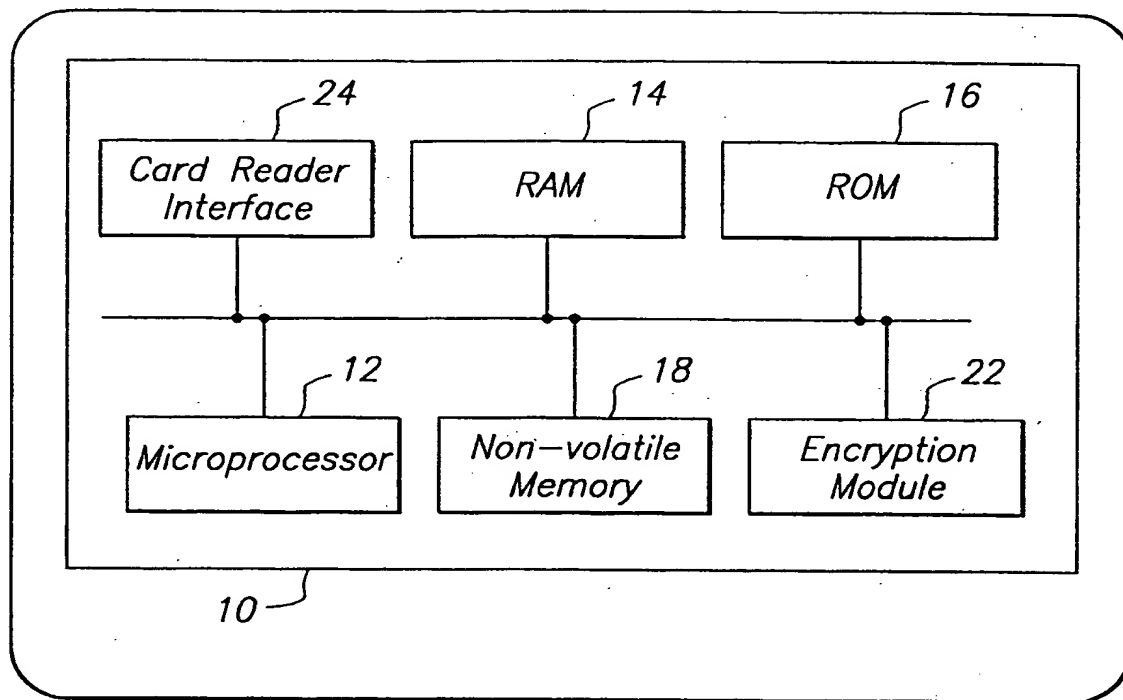 24
14
16
Card Reader
Interface
RAM
ROM
12
18
22
Microprocessor
Non-volatile
Memory
Encryption
Module
10